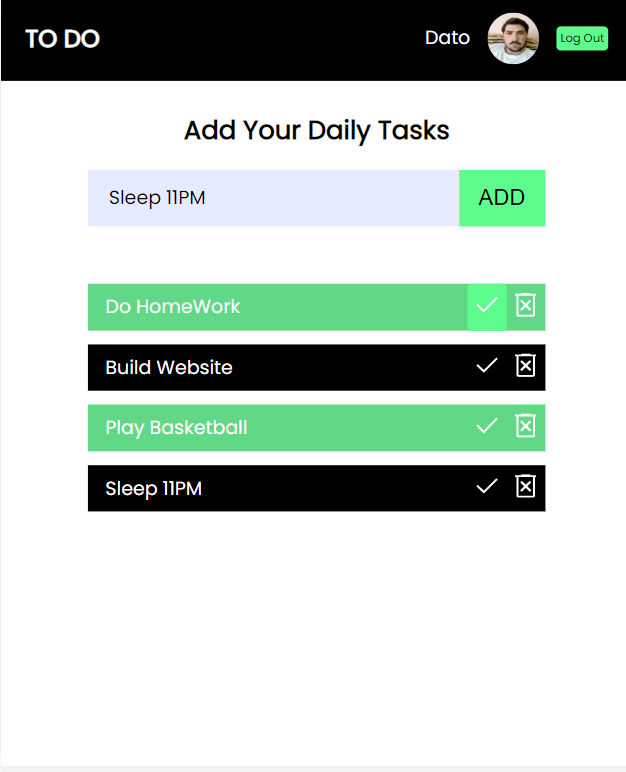 TO DO Dato Log Out
Add Your Daily Tasks
Sleep 11PM ADD
Do HomeWork
Build Website
Play Basketball
Sleep 11PM